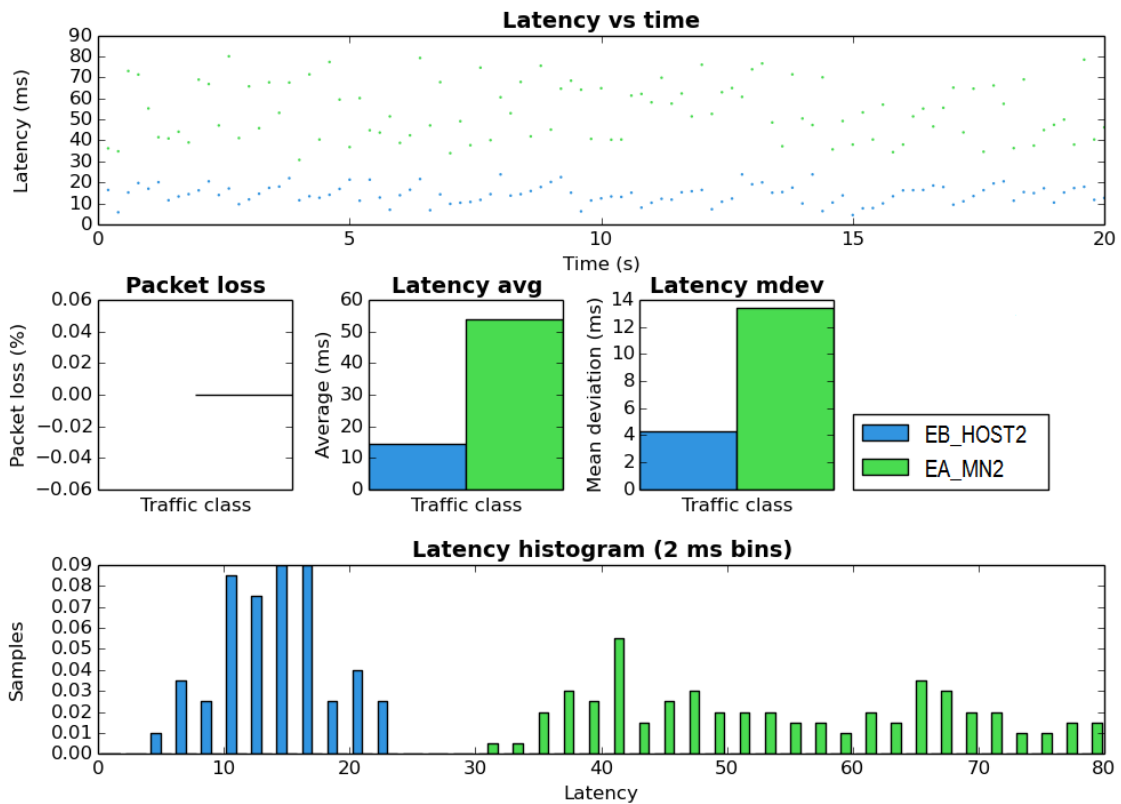 Latency vs time
Latency (ms)
90
80
70
60
50
40
30
20
10
0
0 5 10 15 20
Time (s)
Packet loss
Packet loss (%)
0.06
0.04
0.02
0.00
−0.02
−0.04
−0.06
Traffic class
Latency avg
Average (ms)
60
50
40
30
20
10
0
Traffic class
Latency mdev
Mean deviation (ms)
14
12
10
8
6
4
2
0
Traffic class
EB_HOST2
EA_MN2
Latency histogram (2 ms bins)
Samples
0.09
0.08
0.07
0.06
0.05
0.04
0.03
0.02
0.01
0.00
0 10 20 30 40 50 60 70 80
Latency